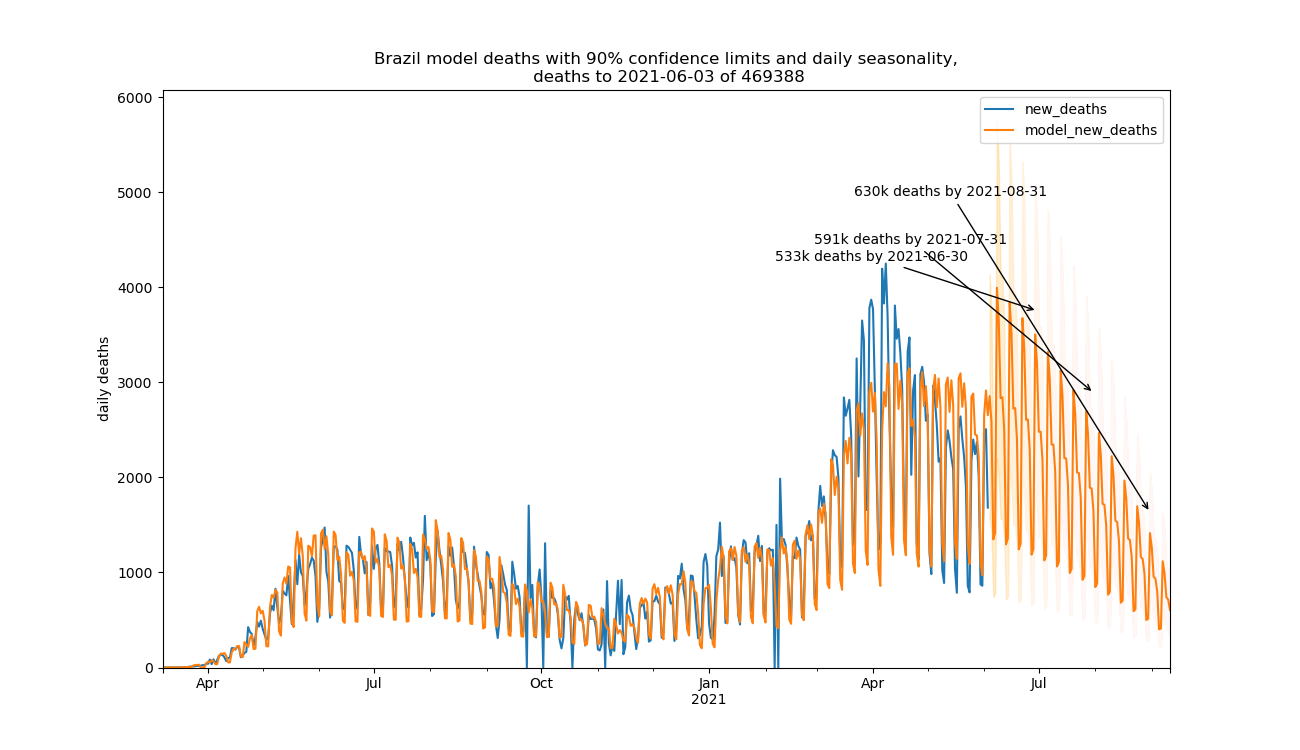 Brazil model deaths with 90% confidence limits and daily seasonality,
deaths to 2021-06-03 of 469388
6000
5000
4000
3000
2000
1000
0
daily deaths
new_deaths
model_new_deaths
630k deaths by 2021-08-31
591k deaths by 2021-07-31
533k deaths by 2021-06-30
Apr
Jul
Oct
Jan
2021
Apr
Jul